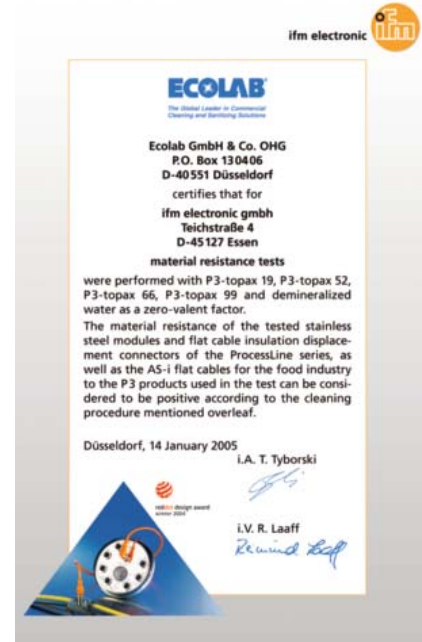 ifm electronic
ifm
ECOLAB
The Global Leader in Commercial
Cleaning and Sanitizing Solutions
Ecolab GmbH & Co. OHG
P.O. Box 130406
D-40551 Düsseldorf
certifies that for
ifm electronic gmbh
Teichstraße 4
D-45127 Essen
material resistance tests
were performed with P3-topax 19, P3-topax 52,
P3-topax 66, P3-topax 99 and demineralized
water as a zero-valent factor.
The material resistance of the tested stainless
steel modules and flat cable insulation displace-
ment connectors of the ProcessLine series, as
well as the AS-i flat cables for the food industry
to the P3 products used in the test can be consi-
dered to be positive according to the cleaning
procedure mentioned overleaf.
Düsseldorf, 14 January 2005
i.A. T. Tyborski
reddot design award
winner 2004
i.V. R. Laaff